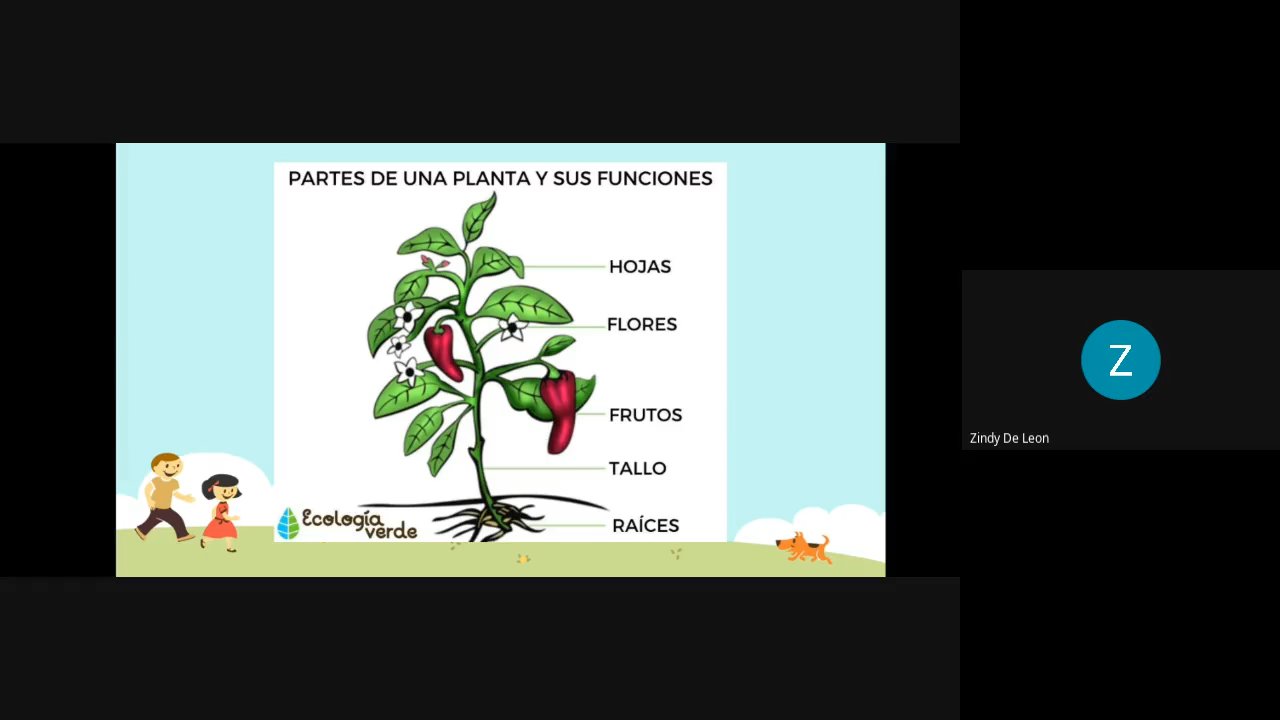 PARTES DE UNA PLANTA Y SUS FUNCIONES
HOJAS
FLORES
FRUTOS
TALLO
RAÍCES
Ecología
verde
Z
Zindy De Leon